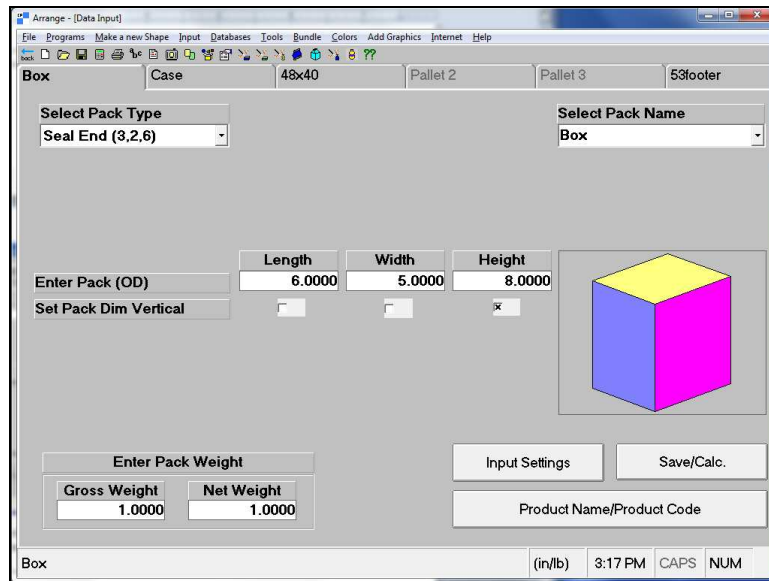 Arrange - [Data Input]
File Programs Make a new Shape Input Databases Tools Bundle Colors Add Graphics Internet Help
back ??
Box Case 48x40 Pallet 2 Pallet 3 53footer
Select Pack Type Select Pack Name
Seal End (3,2,6) Box
Length Width Height
Enter Pack (OD) 6.0000 5.0000 8.0000
Set Pack Dim Vertical
Enter Pack Weight Input Settings Save/Calc.
Gross Weight Net Weight
1.0000 1.0000 Product Name/Product Code
Box (in/lb) 3:17 PM CAPS NUM